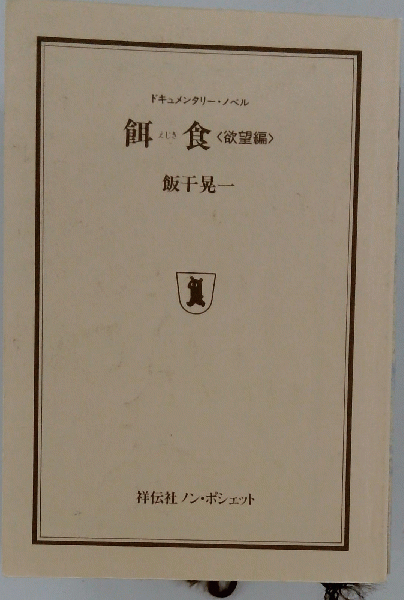 ドキュメンタリー・ノベル
餌えじき食〈欲望編〉
飯干晃一
祥伝社 ノン・ポシェット